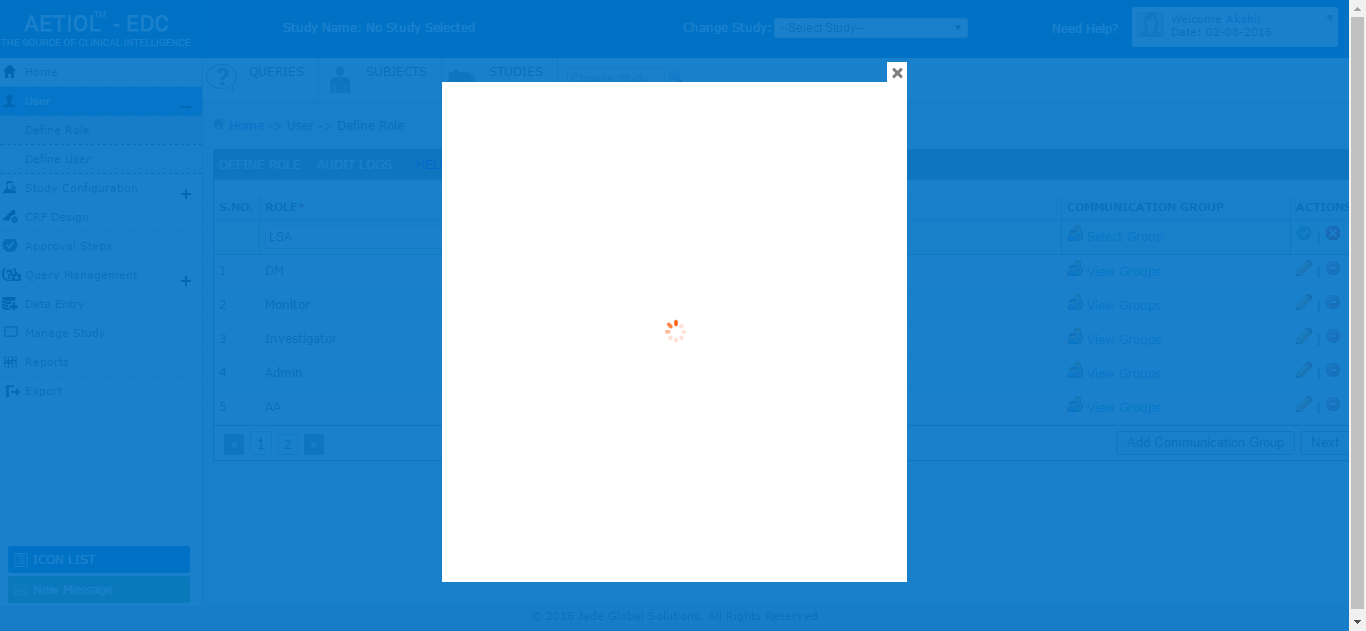 AETIOL™ - EDC
THE SOURCE OF CLINICAL INTELLIGENCE
Study Name: No Study Selected
Change Study: --Select Study--
Need Help?
Welcome Akshii
Date: 02-08-2016
Home
User
Define Role
Define User
Study Configuration
CRF Design
Approval Steps
Query Management
Data Entry
Manage Study
Reports
Export
ICON LIST
New Message
QUERIES
SUBJECTS
STUDIES
Choose Study
Home -> User -> Define Role
DEFINE ROLE AUDIT LOGS HEL
S.NO. ROLE* COMMUNICATION GROUP ACTIONS
LSA Select Group |
1 DM View Groups |
2 Monitor View Groups |
3 Investigator View Groups |
4 Admin View Groups |
5 AA View Groups |
< 1 2 > Add Communication Group Next
© 2016 Jade Global Solutions. All Rights Reserved